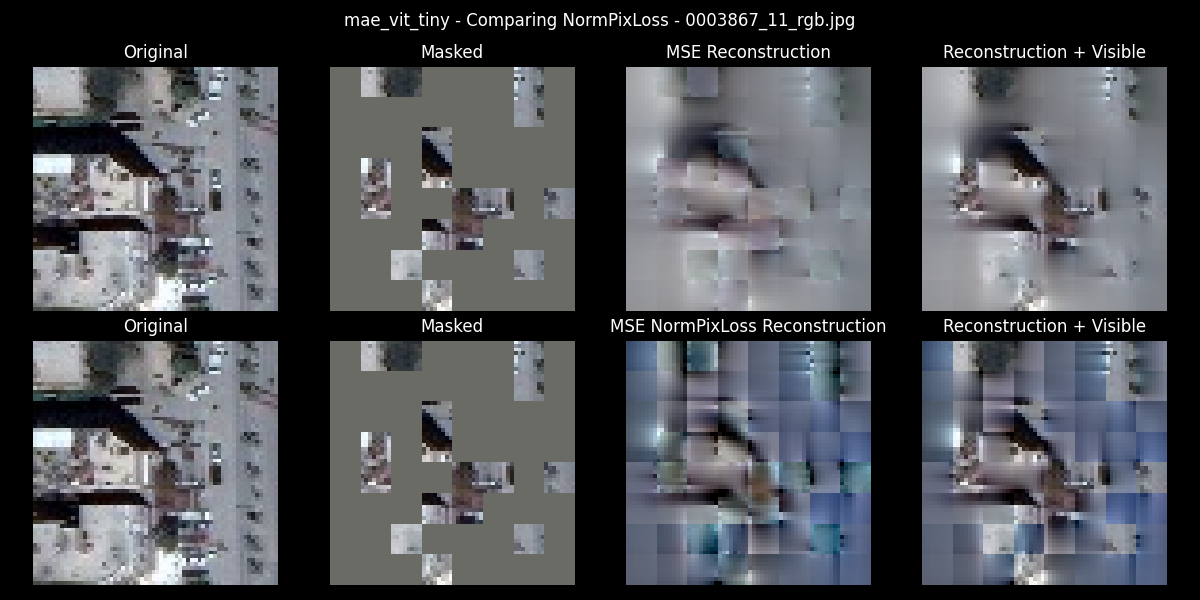 mae_vit_tiny - Comparing NormPixLoss - 0003867_11_rgb.jpg
Original
Masked
MSE Reconstruction
Reconstruction + Visible
Original
Masked
MSE NormPixLoss Reconstruction
Reconstruction + Visible